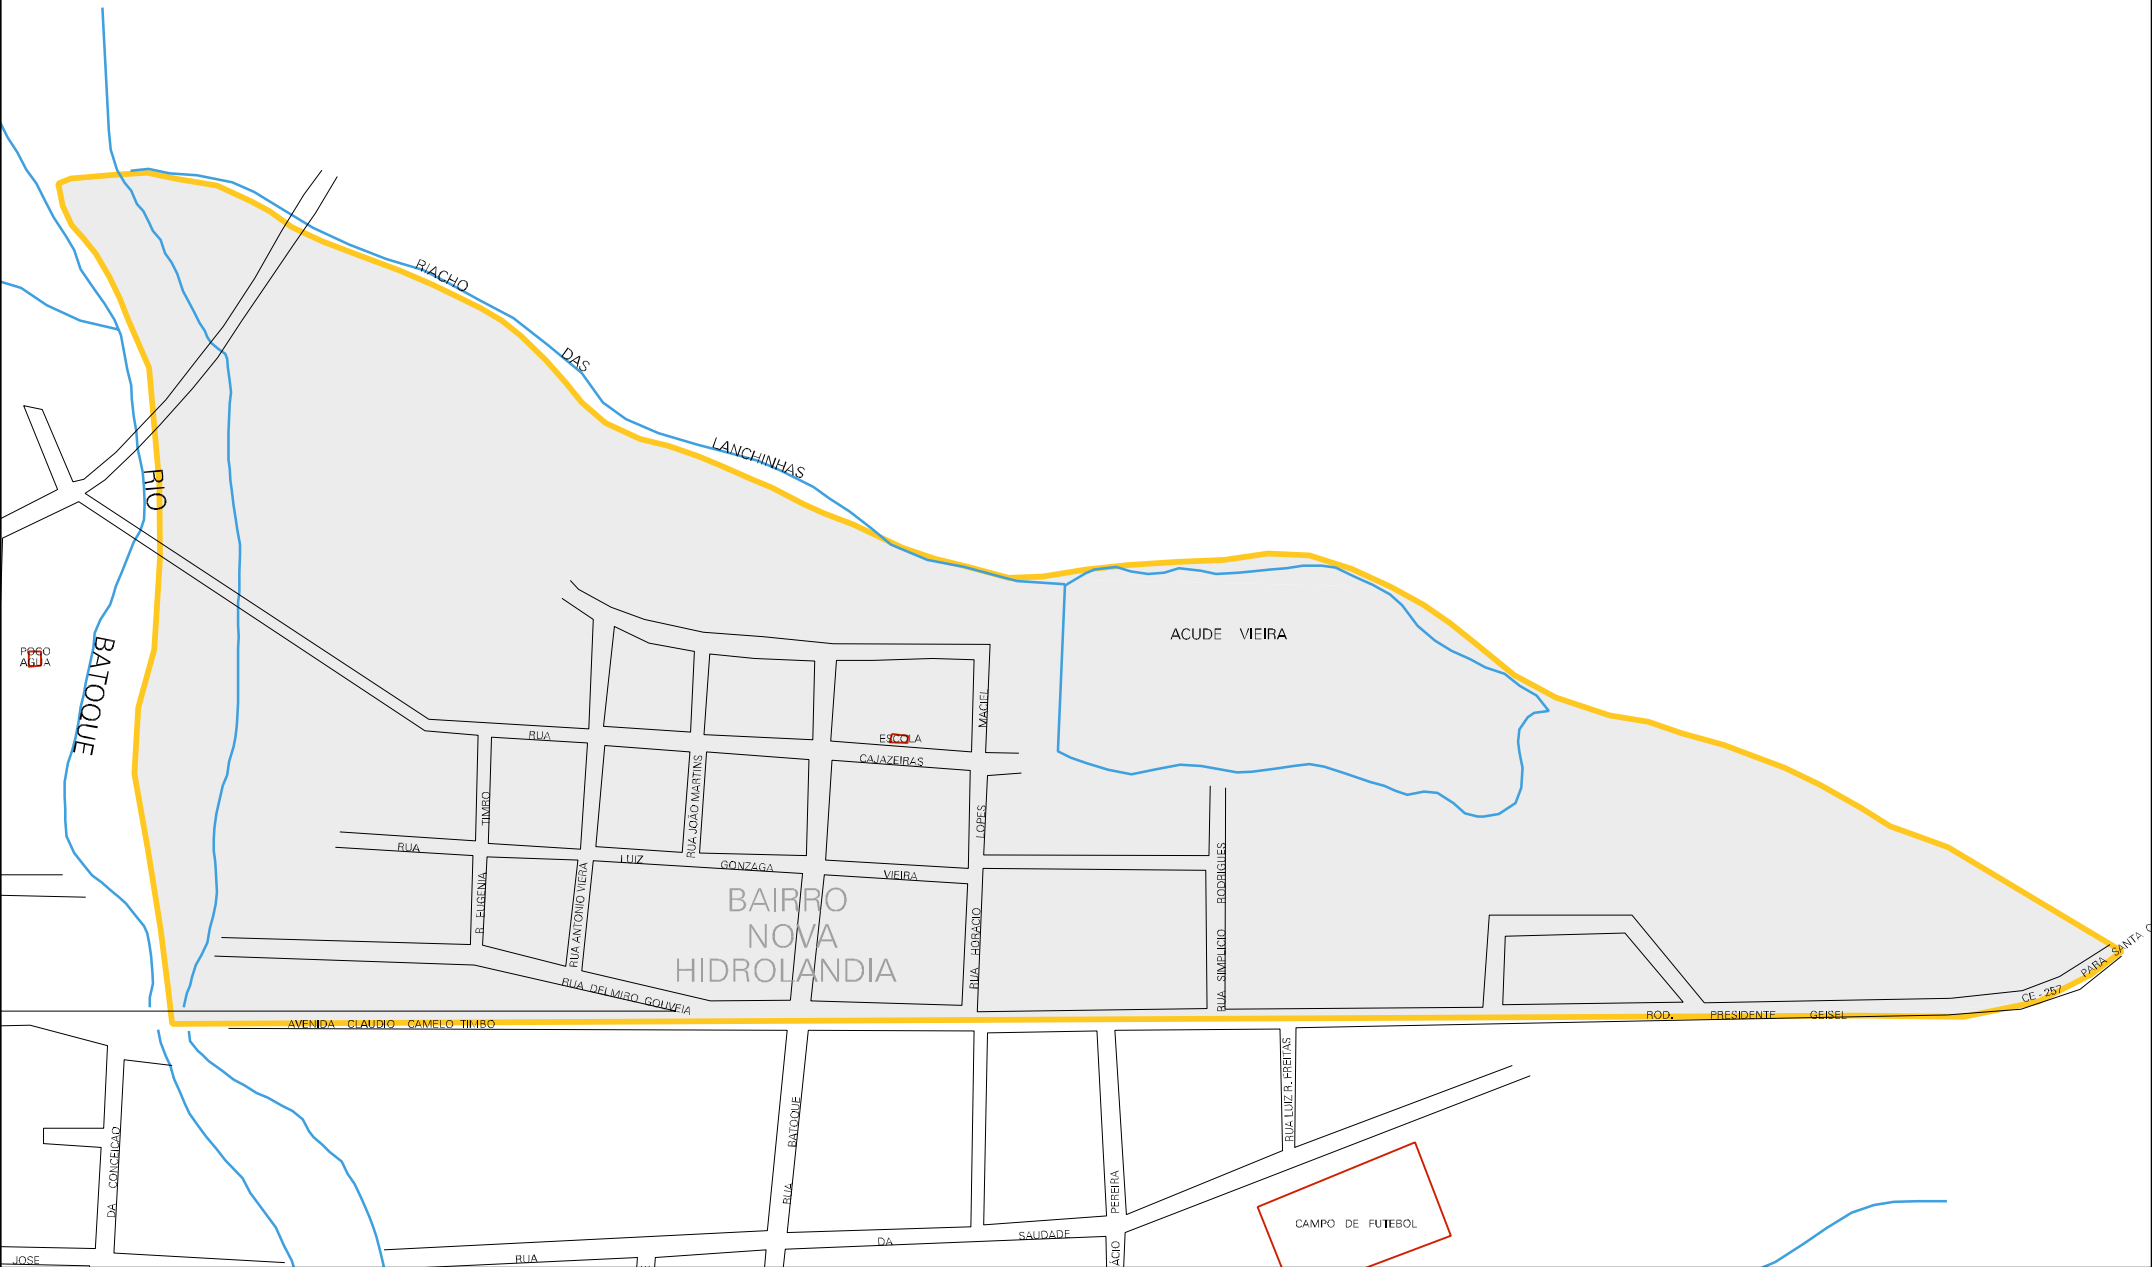 RIACHO
DAS
LANCHINHAS
RIO
BATOQUE
POCO
AGUA
ACUDE VIEIRA
ESCOLA
RUA
CAJAZEIRAS
MACIEL
LOPES
RUA HORACIO
TIMBO
R. EUGENIA
RUA JOÃO MARTINS
RUA ANTONIO VIERA
RUA
LUIZ
GONZAGA
VIEIRA
RODRIGUES
RUA SIMPLICIO
BAIRRO
NOVA
HIDROLANDIA
RUA DELMIRO GOUVEIA
AVENIDA CLAUDIO CAMELO TIMBO
ROD. PRESIDENTE GEISEL
CE - 257
PARA SANTA
DA CONCEICAO
RUA BATOQUE
RUA LUIZ R. FREITAS
PEREIRA
ÁCIO
CAMPO DE FUTEBOL
RUA
DA
SAUDADE
JOSE